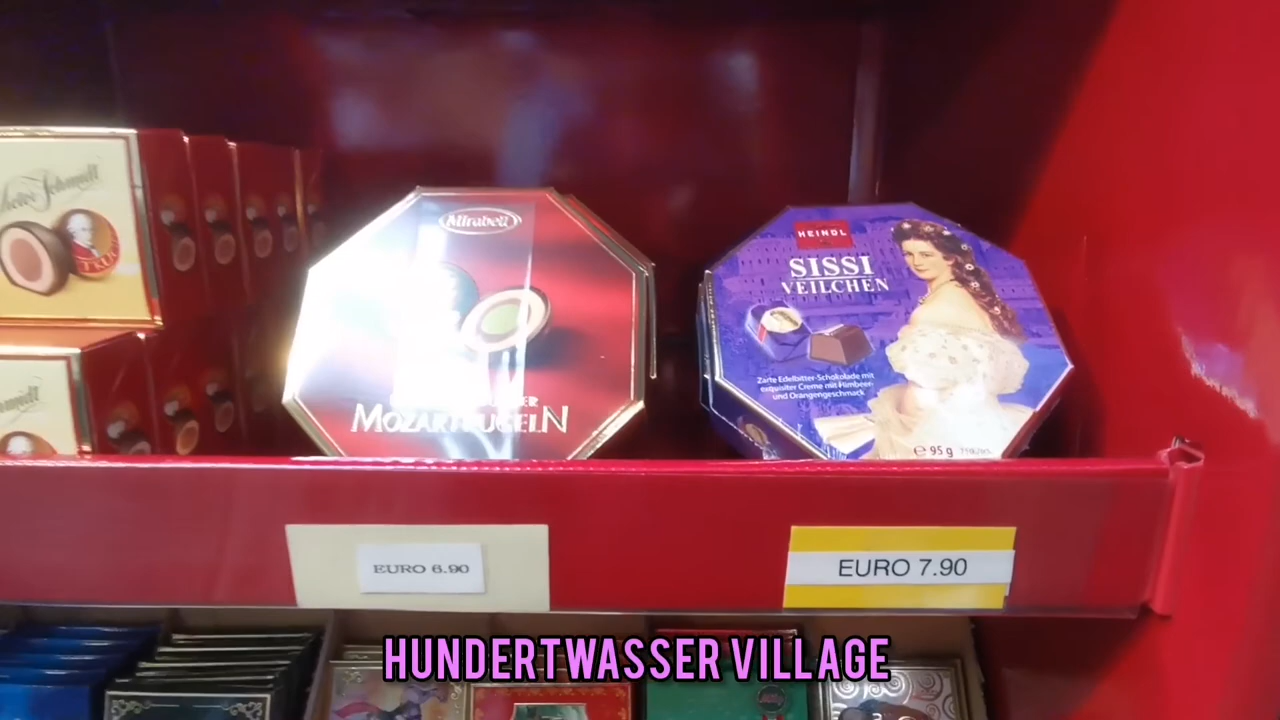 Mirabell
MOZARTKUGELN
HEINDL
SISSI
VEILCHEN
Zarte Edelbitter-Schokolade mit
exquisiter Creme mit Himbeer-
und Orangengeschmack
e 95 g
EURO 6.90
EURO 7.90
HUNDERTWASSER VILLAGE